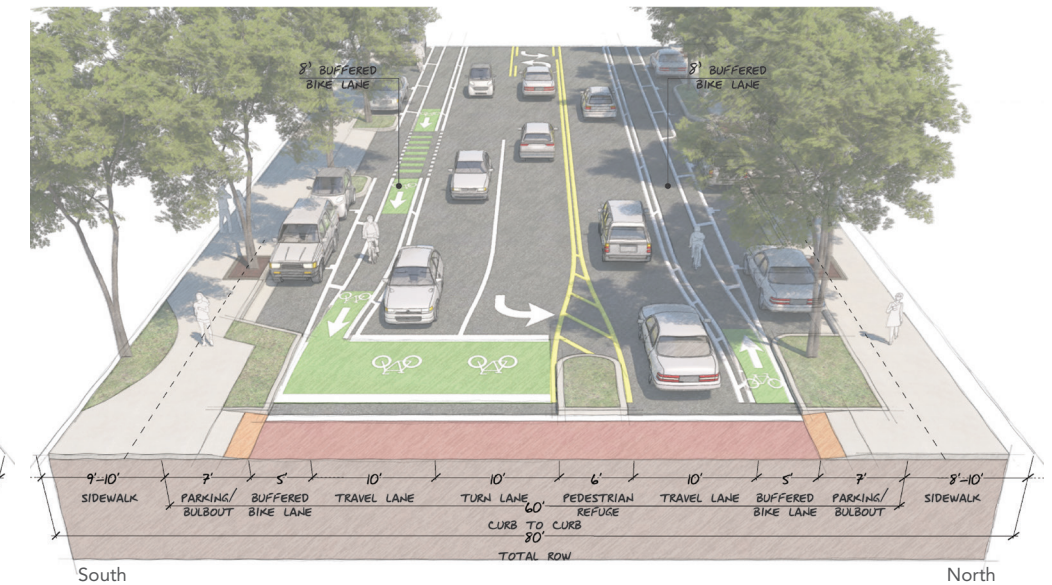 8' BUFFERED
BIKE LANE
8' BUFFERED
BIKE LANE
9'-10' 7' 5' 10' 10' 6' 10' 5' 7' 8'-10'
SIDEWALK PARKING/ BUFFERED TRAVEL LANE TURN LANE PEDESTRIAN TRAVEL LANE BUFFERED PARKING/ SIDEWALK
BULBOUT BIKE LANE 60' REFUGE BIKE LANE BULBOUT
CURB TO CURB
80'
TOTAL ROW
South North